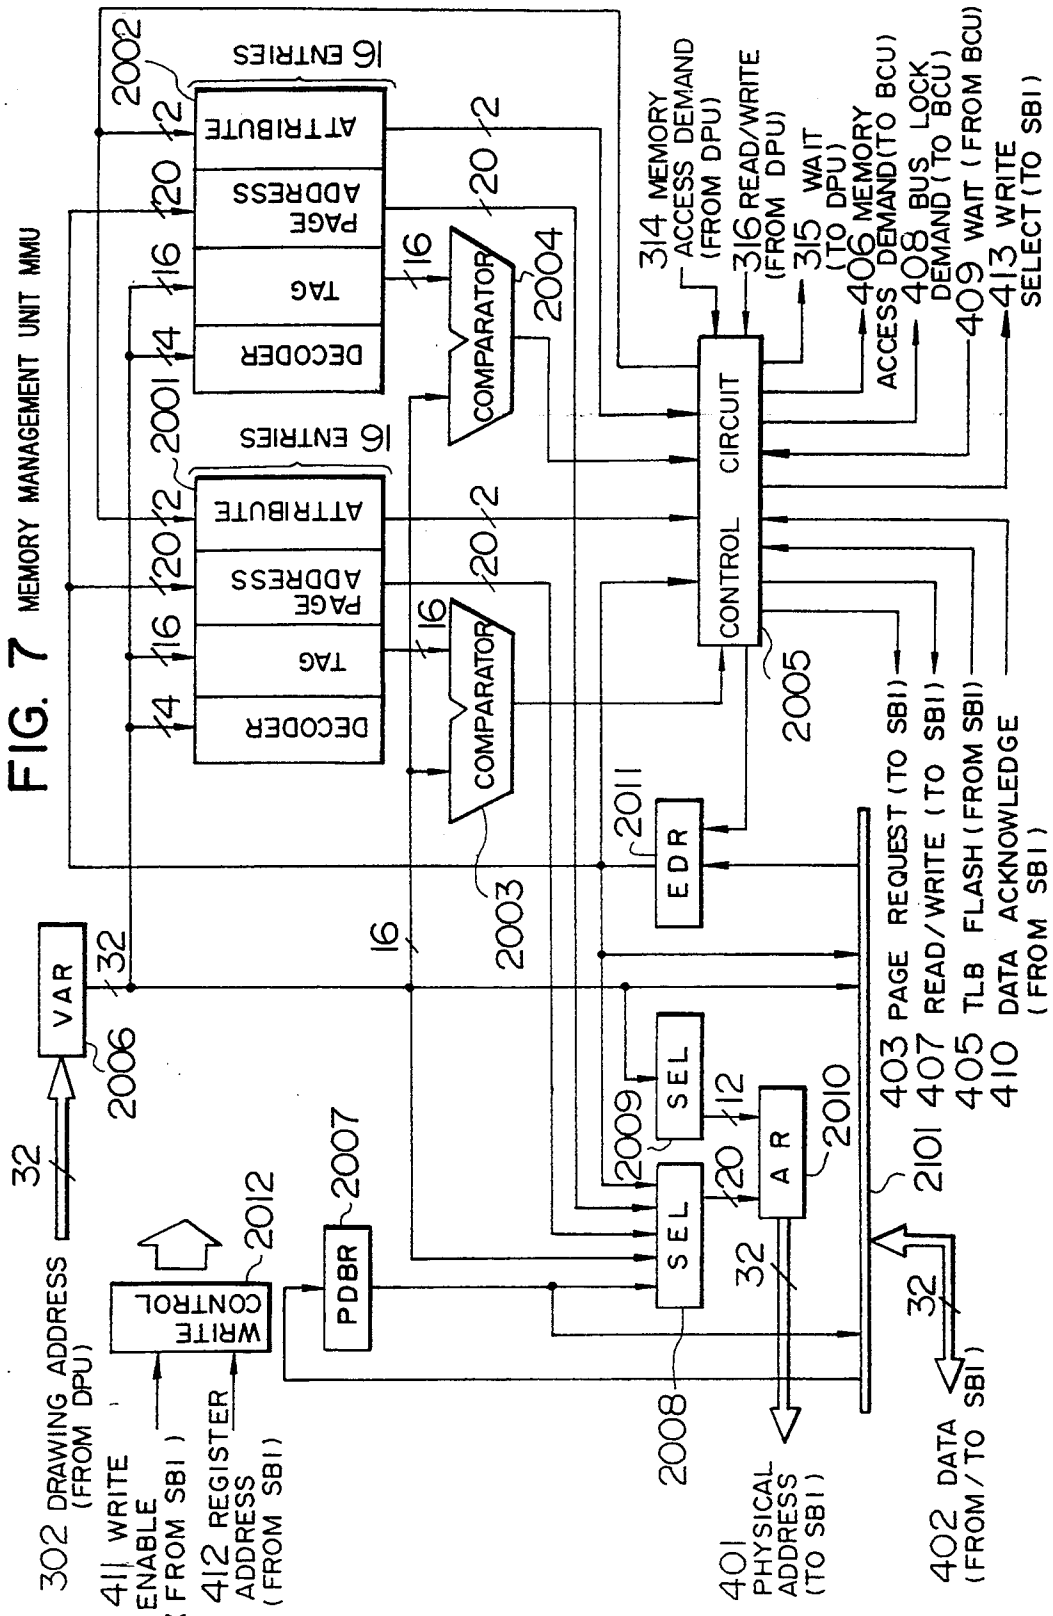 FIG. 7 MEMORY MANAGEMENT UNIT MMU
302 DRAWING ADDRESS
(FROM DPU)
32
VAR
2006
32
411 WRITE
ENABLE
(FROM SBI)
412 REGISTER
ADDRESS
(FROM SBI)
WRITE
CONTROL
2012
PDBR
2007
2001
4
16
20
2
DECODER
TAG
PAGE
ADDRESS
ATTRIBUTE
16 ENTRIES
2002
4
16
20
2
DECODER
TAG
PAGE
ADDRESS
ATTRIBUTE
16 ENTRIES
16
20
2
16
20
2
16
COMPARATOR
2003
COMPARATOR
2004
SEL
2008
SEL
2009
20
12
AR
2010
32
EDR
2011
CONTROL CIRCUIT
2005
314 MEMORY
ACCESS DEMAND
(FROM DPU)
316 READ/WRITE
(FROM DPU)
315 WAIT
(TO DPU)
406 MEMORY
ACCESS DEMAND(TO BCU)
408 BUS LOCK
DEMAND(TO BCU)
409 WAIT (FROM BCU)
413 WRITE
SELECT(TO SBI)
401
PHYSICAL
ADDRESS
(TO SBI)
402 DATA
(FROM/TO SBI)
32
2101
403 PAGE REQUEST(TO SBI)
407 READ/WRITE (TO SBI)
405 TLB FLASH(FROM SBI)
410 DATA ACKNOWLEDGE
(FROM SBI)